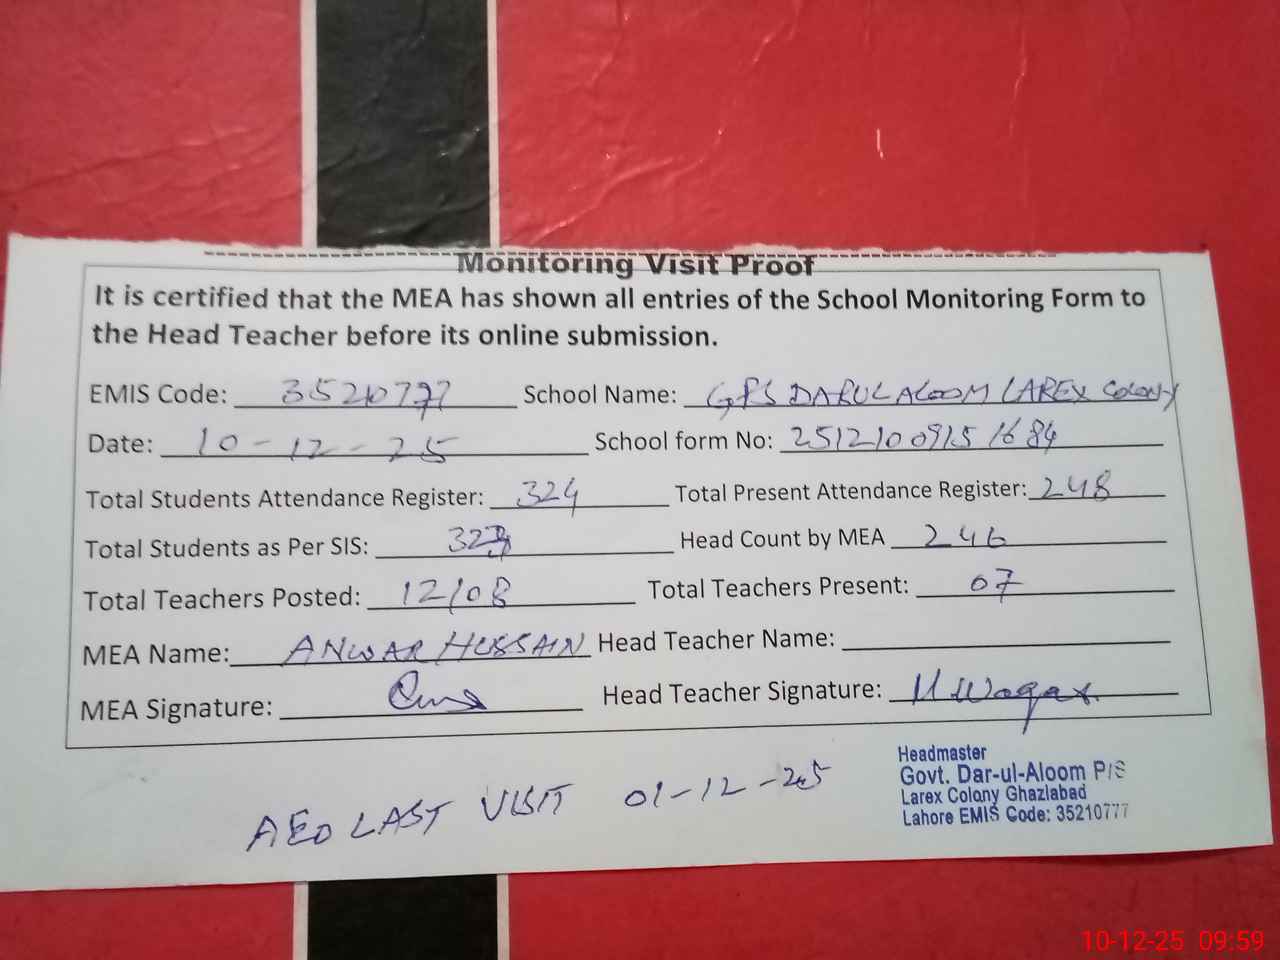 Monitoring Visit Proof
It is certified that the MEA has shown all entries of the School Monitoring Form to
the Head Teacher before its online submission.
EMIS Code: 35210777 School Name: GPS DARUL ALOOM LAREX COLONY
Date: 10-12-25 School form No: 25121009151684
Total Students Attendance Register: 324 Total Present Attendance Register: 248
Total Students as Per SIS: Head Count by MEA 246
Total Teachers Posted: 12/08 Total Teachers Present: 07
MEA Name: ANWAR HUSSAIN Head Teacher Name:
MEA Signature: Head Teacher Signature: M Waqas
AEO LAST VISIT 01-12-25
Headmaster
Govt. Dar-ul-Aloom P/S
Larex Colony Ghaziabad
Lahore EMIS Code: 35210777
10-12-25 09:59